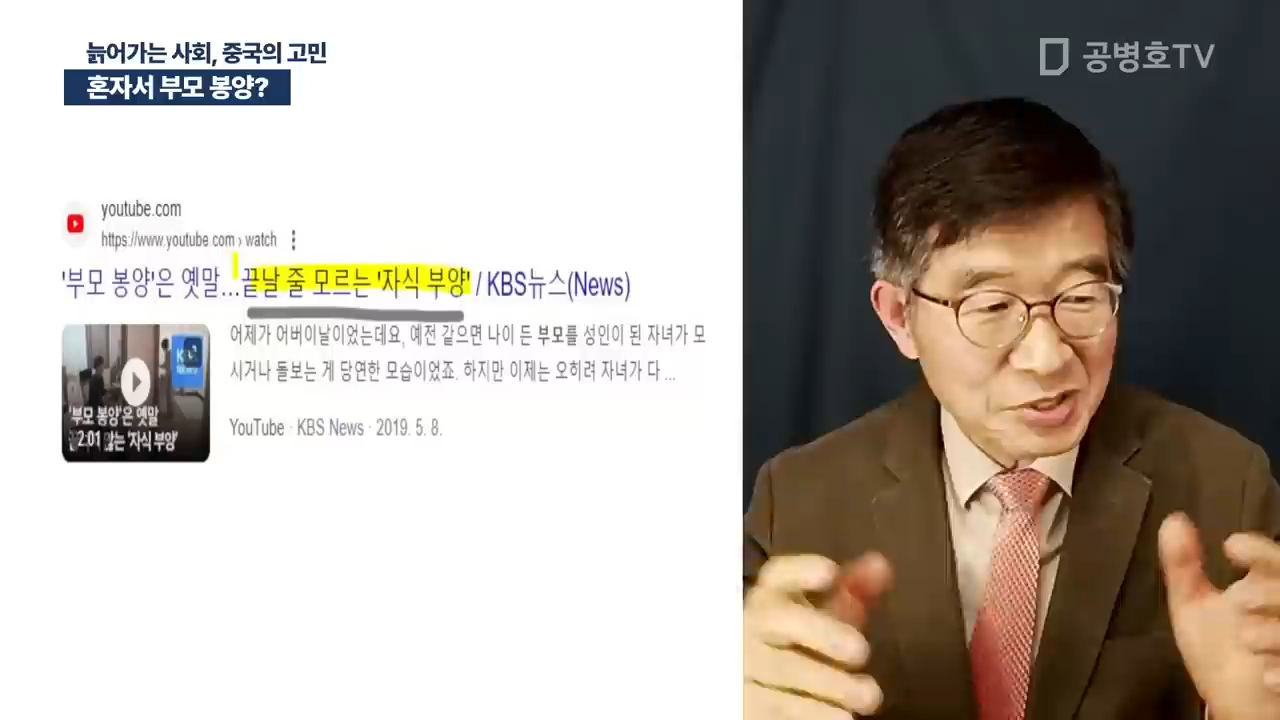 늙어가는 사회, 중국의 고민
혼자서 부모 봉양?
공병호TV
youtube.com
https://www.youtube.com › watch
'부모 봉양'은 옛말...끝날 줄 모르는 '자식 부양' / KBS뉴스(News)
어제가 어버이날이었는데요, 예전 같으면 나이 든 부모를 성인이 된 자녀가 모
시거나 돌보는 게 당연한 모습이었죠. 하지만 이제는 오히려 자녀가 다 ...
YouTube · KBS News · 2019. 5. 8.
'부모 봉양'은 옛말
2:01
않는 '자식 부양'